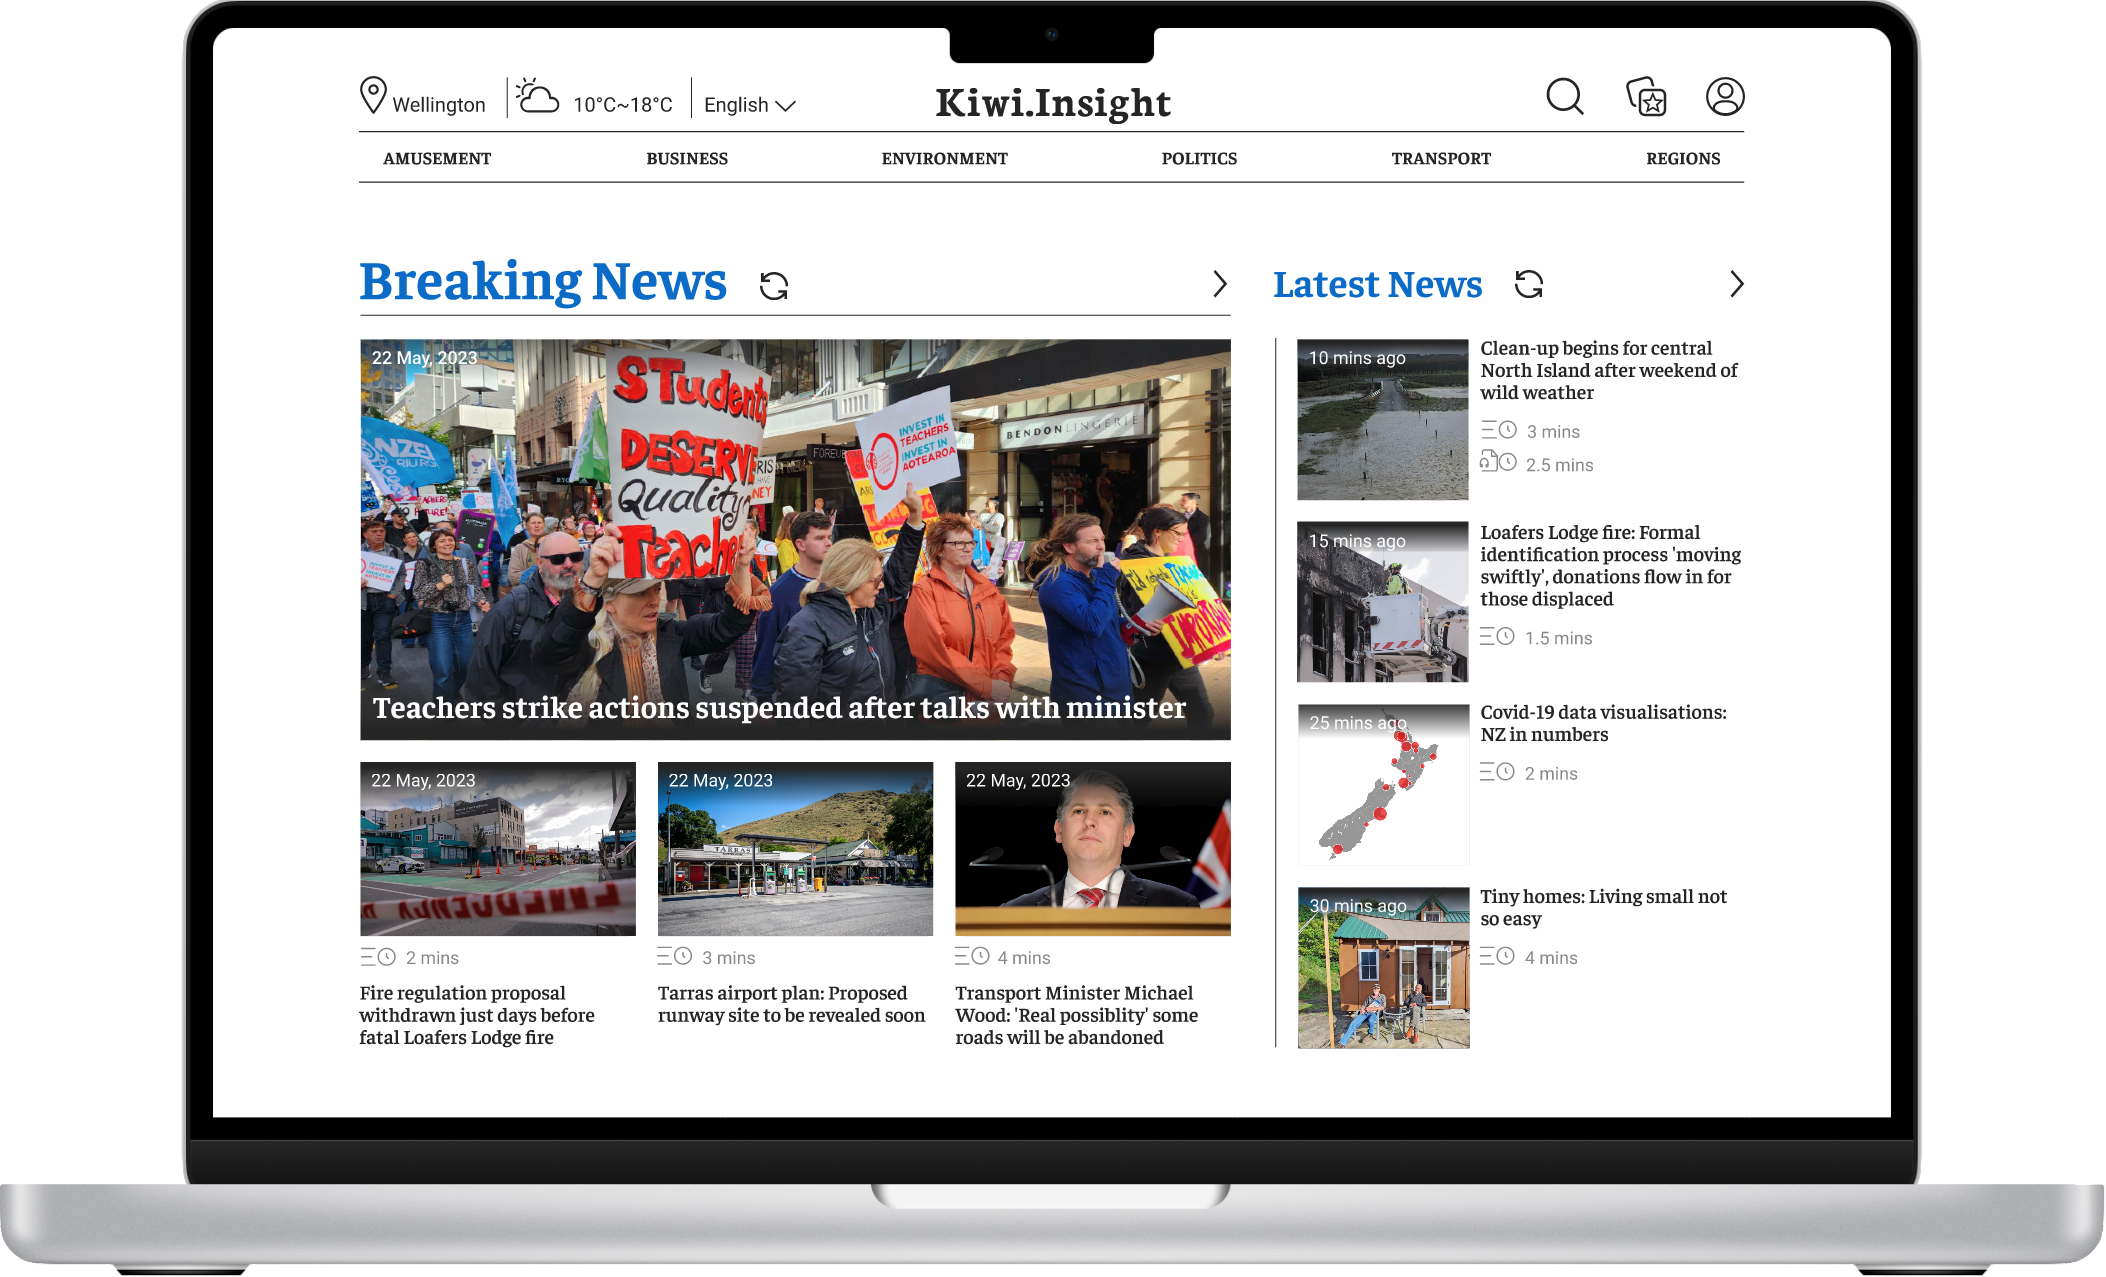 Wellington
10°C~18°C
English
Kiwi.Insight
AMUSEMENT
BUSINESS
ENVIRONMENT
POLITICS
TRANSPORT
REGIONS
Breaking News
22 May, 2023
STudents
DESERVE
Quality
Teache
INVEST IN
TEACHERS
INVEST IN
AOTEAROA
BENDON LINGERIE
FOREVE
NZEI
RIU ROA
IMPORTAN
Teachers strike actions suspended after talks with minister
22 May, 2023
2 mins
Fire regulation proposal
withdrawn just days before
fatal Loafers Lodge fire
22 May, 2023
TARRAS
3 mins
Tarras airport plan: Proposed
runway site to be revealed soon
22 May, 2023
4 mins
Transport Minister Michael
Wood: 'Real possiblity' some
roads will be abandoned
Latest News
10 mins ago
Clean-up begins for central
North Island after weekend of
wild weather
3 mins
2.5 mins
15 mins ago
Loafers Lodge fire: Formal
identification process 'moving
swiftly', donations flow in for
those displaced
1.5 mins
25 mins ago
Covid-19 data visualisations:
NZ in numbers
2 mins
30 mins ago
Tiny homes: Living small not
so easy
4 mins